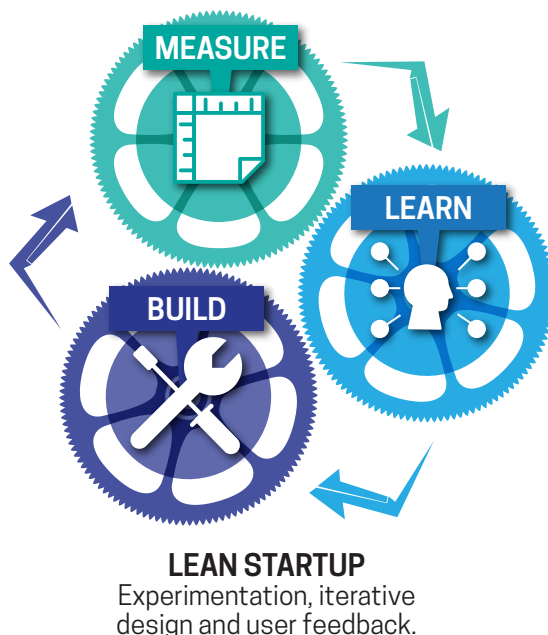 MEASURE
LEARN
BUILD
LEAN STARTUP
Experimentation, iterative
design and user feedback.